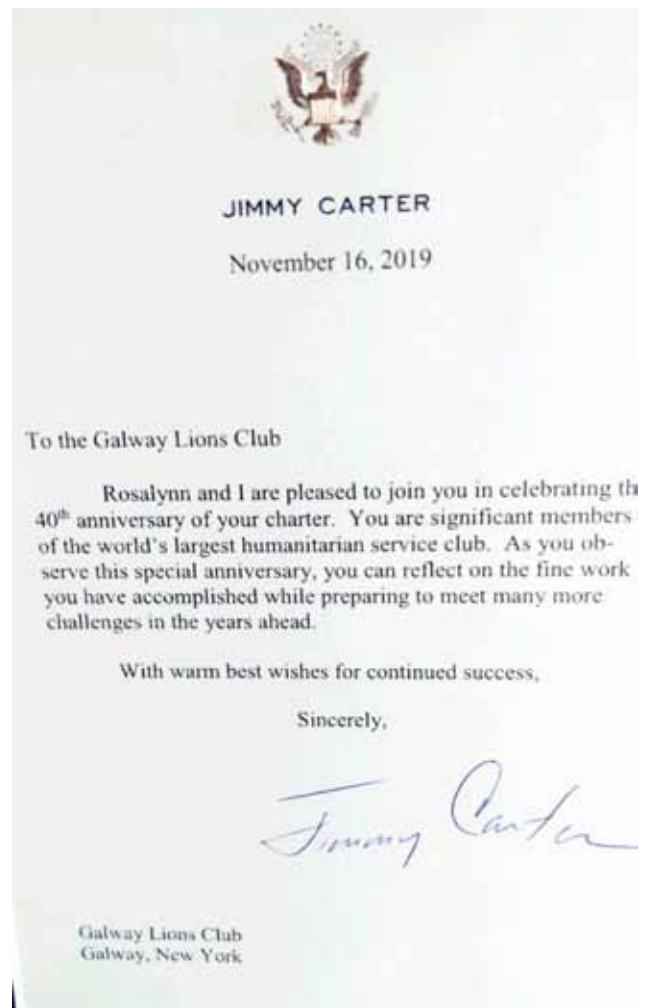 JIMMY CARTER
November 16, 2019
To the Galway Lions Club
Rosalynn and I are pleased to join you in celebrating th
40th anniversary of your charter. You are significant members
of the world's largest humanitarian service club. As you ob-
serve this special anniversary, you can reflect on the fine work
you have accomplished while preparing to meet many more
challenges in the years ahead.
With warm best wishes for continued success,
Sincerely,
Jimmy Carter
Galway Lions Club
Galway, New York